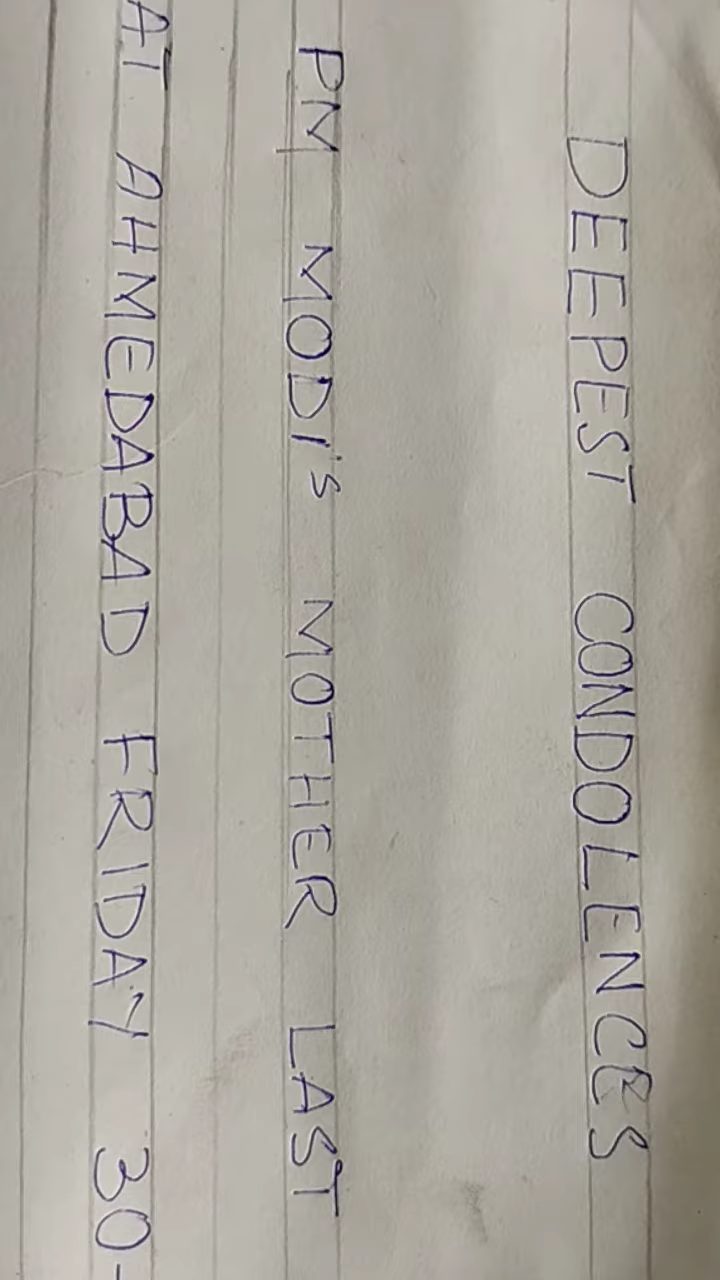 DEEPEST CONDOLENCES
PM MODI'S MOTHER LAST
AT AHMEDABAD FRIDAY 30-